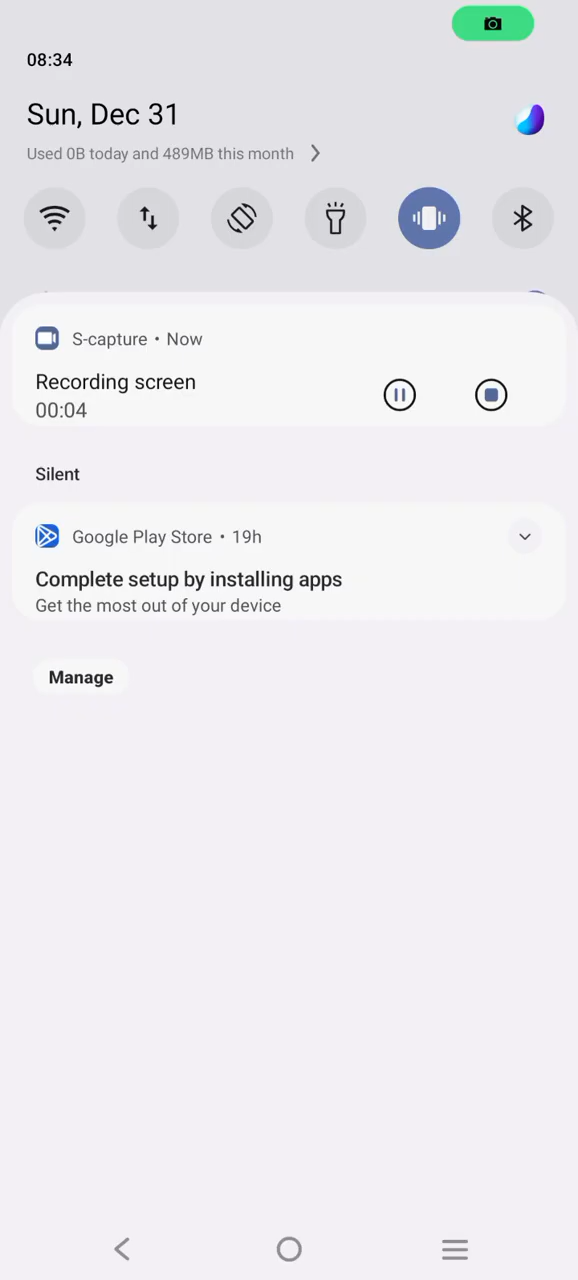 08:34
Sun, Dec 31
Used 0B today and 489MB this month
S-capture • Now
Recording screen
00:04
Silent
Google Play Store • 19h
Complete setup by installing apps
Get the most out of your device
Manage